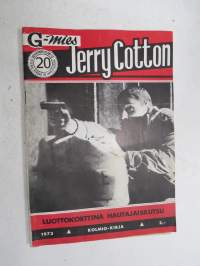 G-mies
Jerry Cotton
20
LUOTTOKORTTINA HAUTAJAISKUTSU
1973 ▲ KOLMIO-KIRJA ▲